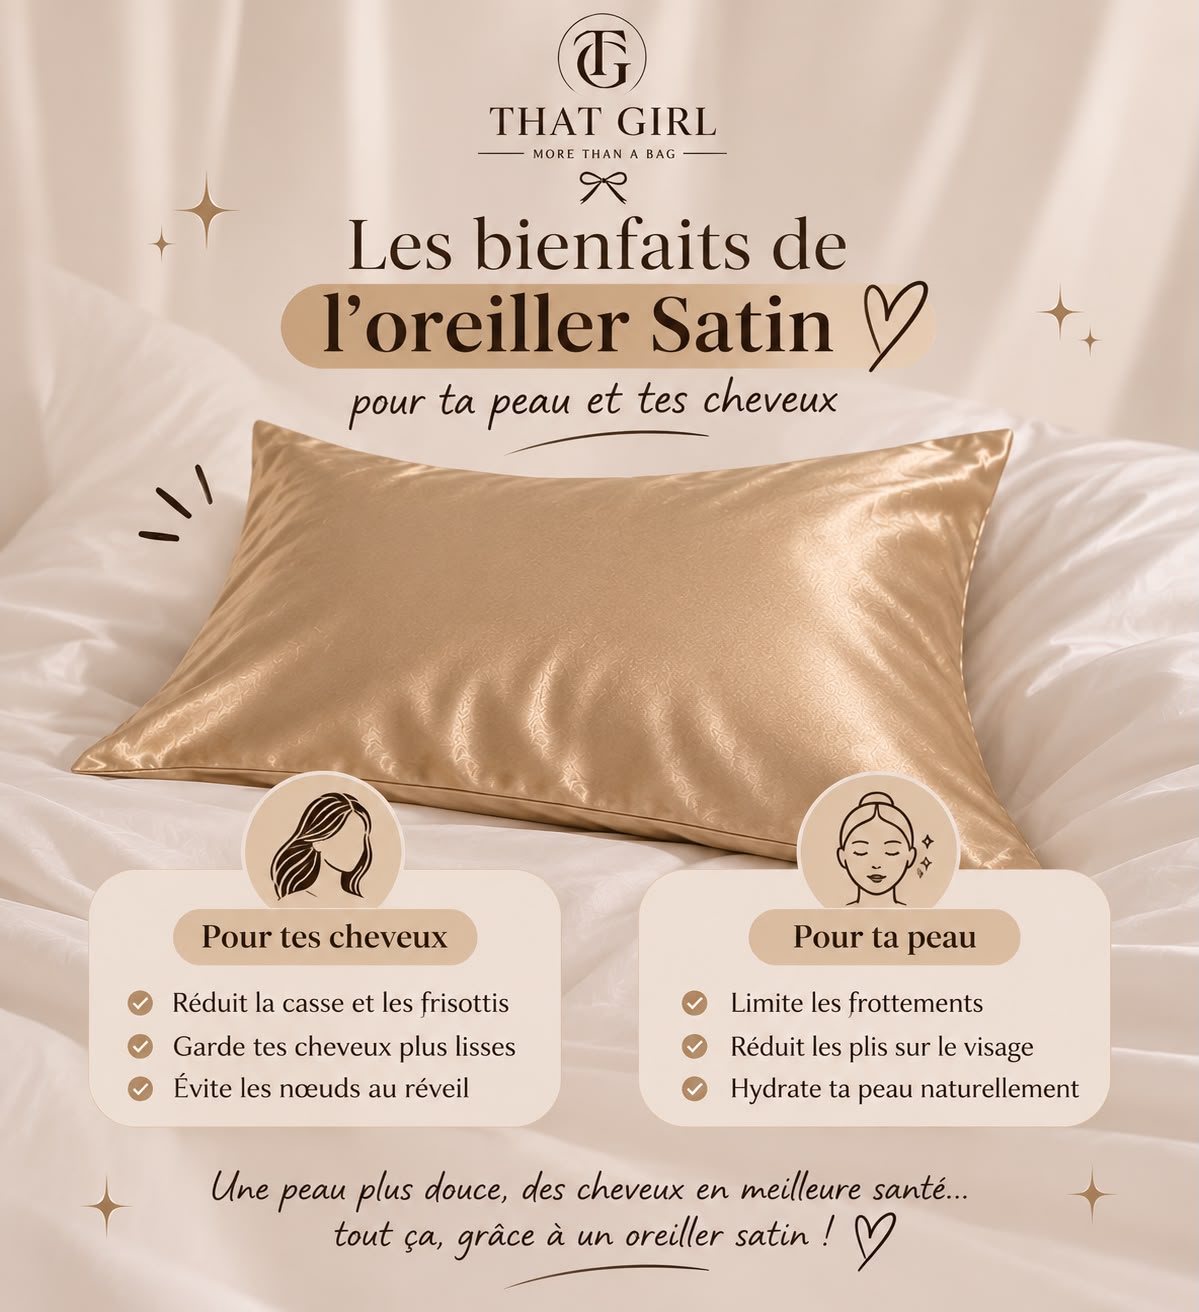 TG
THAT GIRL
MORE THAN A BAG
Les bienfaits de
l'oreiller Satin
pour ta peau et tes cheveux
Pour tes cheveux
Réduit la casse et les frisottis
Garde tes cheveux plus lisses
Évite les nœuds au réveil
Pour ta peau
Limite les frottements
Réduit les plis sur le visage
Hydrate ta peau naturellement
Une peau plus douce, des cheveux en meilleure santé...
tout ça, grâce à un oreiller satin !